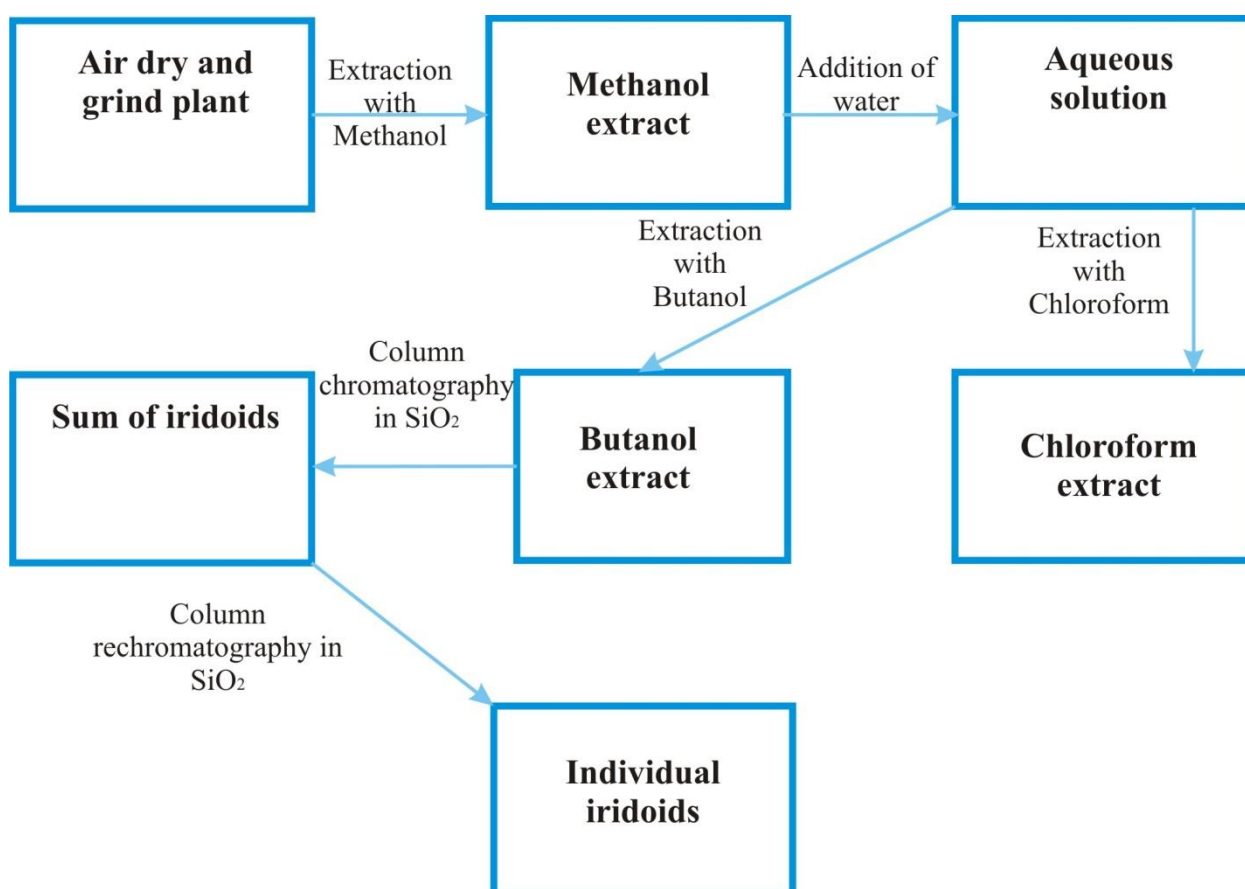 Air dry and
grind plant
Extraction
with
Methanol
Methanol
extract
Addition of
water
Aqueous
solution
Extraction
with
Butanol
Extraction
with
Chloroform
Sum of iridoids
Column
chromatography
in SiO₂
Butanol
extract
Chloroform
extract
Column
rechromatography in
SiO₂
Individual
iridoids